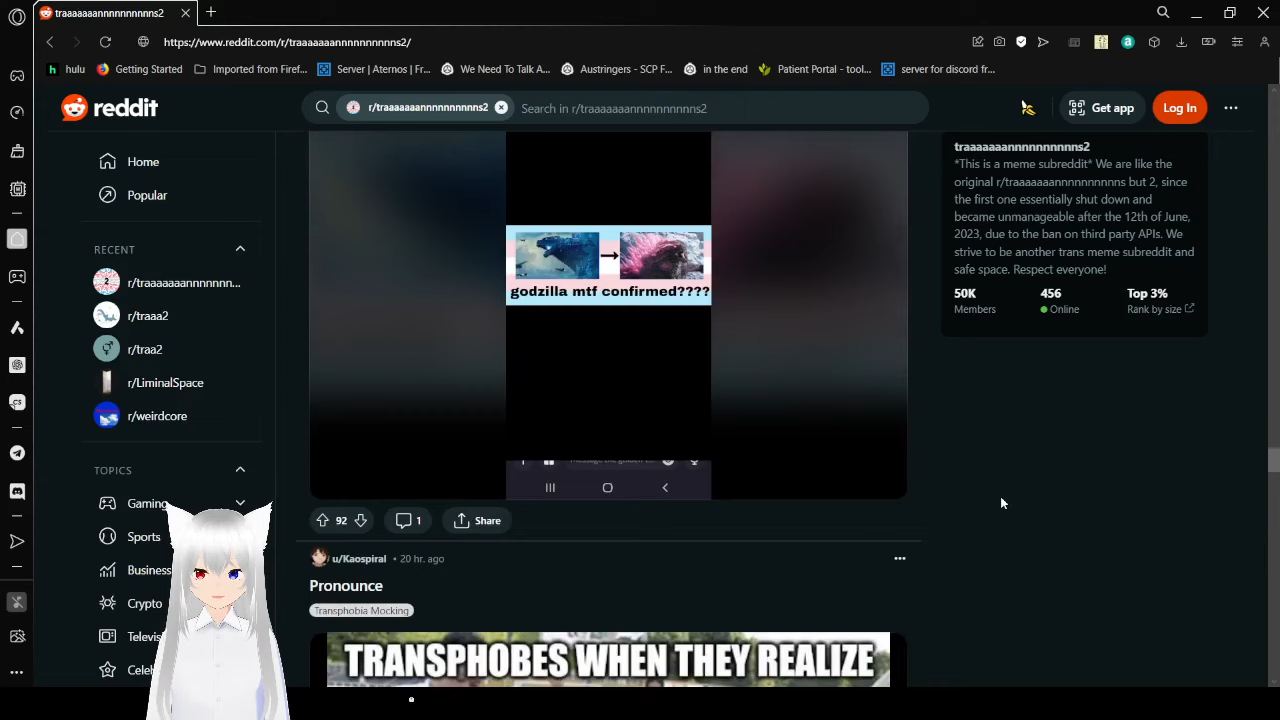 traaaaaaannnnnnnnnns2
https://www.reddit.com/r/traaaaaaannnnnnnnnns2/
hulu
Getting Started
Imported from Firef...
Server | Aternos | Fr...
We Need To Talk A...
Austringers - SCP F...
in the end
Patient Portal - tool...
server for discord fr...
reddit
r/traaaaaaannnnnnnnnns2
Search in r/traaaaaaannnnnnnnnns2
Get app
Log In
Home
Popular
RECENT
r/traaaaaaannnnnnn...
r/traaa2
r/traa2
r/LiminalSpace
r/weirdcore
TOPICS
Gaming
Sports
Business
Crypto
Televis
Celeb
godzilla mtf confirmed????
92
1
Share
u/Kaospiral • 20 hr. ago
Pronounce
Transphobia Mocking
TRANSPHOBES WHEN THEY REALIZE
traaaaaaannnnnnnnnns2
*This is a meme subreddit* We are like the
original r/traaaaaaannnnnnnnnns but 2, since
the first one essentially shut down and
became unmanageable after the 12th of June,
2023, due to the ban on third party APIs. We
strive to be another trans meme subreddit and
safe space. Respect everyone!
50K
Members
456
Online
Top 3%
Rank by size